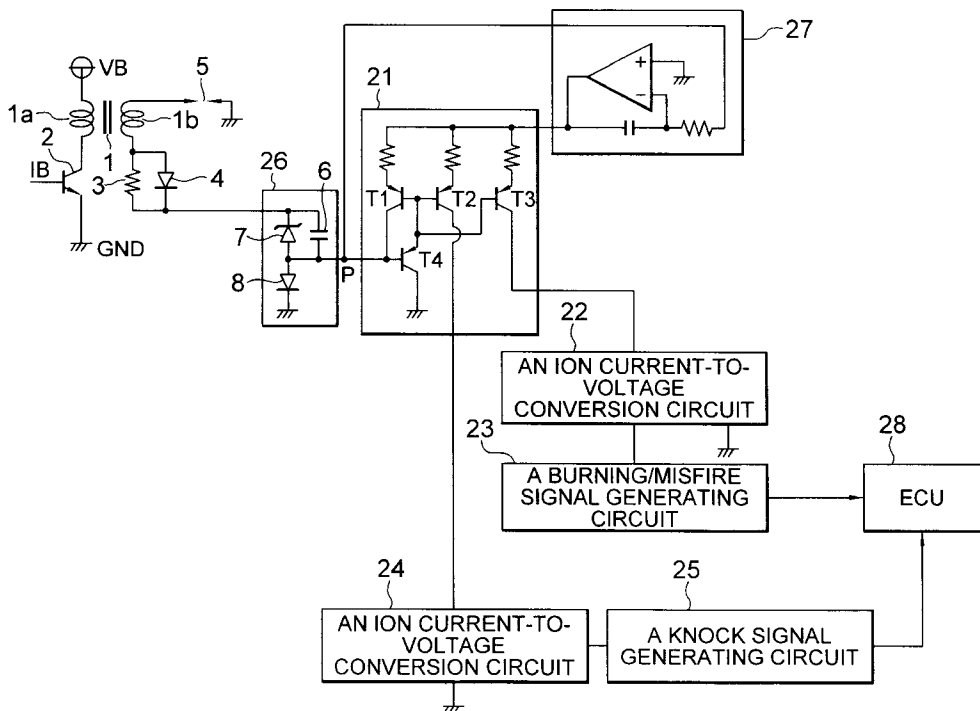 27
VB
5
21
1a
1b
2
1
IB
3
4
26
6
T1
T2
T3
7
GND
P
T4
8
22
AN ION CURRENT-TO-
VOLTAGE
CONVERSION CIRCUIT
23
28
A BURNING/MISFIRE
SIGNAL GENERATING
CIRCUIT
ECU
24
25
AN ION CURRENT-TO-
VOLTAGE
CONVERSION CIRCUIT
A KNOCK SIGNAL
GENERATING CIRCUIT